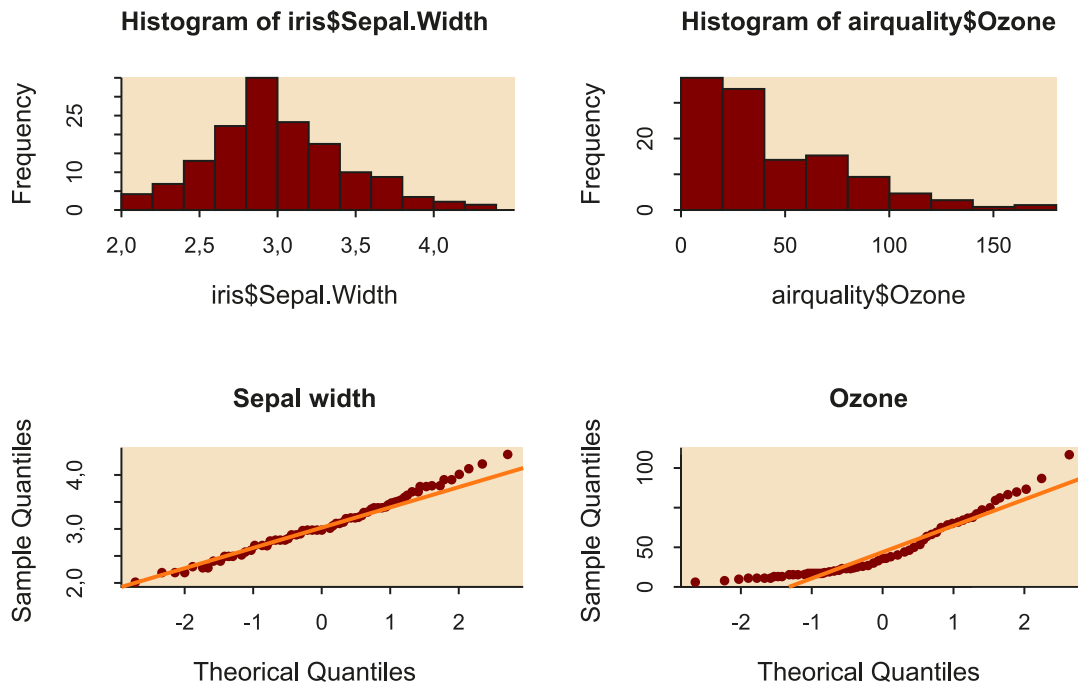 Histogram of iris$Sepal.Width
Frequency
25
10
0
2,0 2,5 3,0 3,5 4,0
iris$Sepal.Width
Histogram of airquality$Ozone
Frequency
20
0
0 50 100 150
airquality$Ozone
Sepal width
Sample Quantiles
4,0
3,0
2,0
-2 -1 0 1 2
Theorical Quantiles
Ozone
Sample Quantiles
100
50
0
-2 -1 0 1 2
Theorical Quantiles